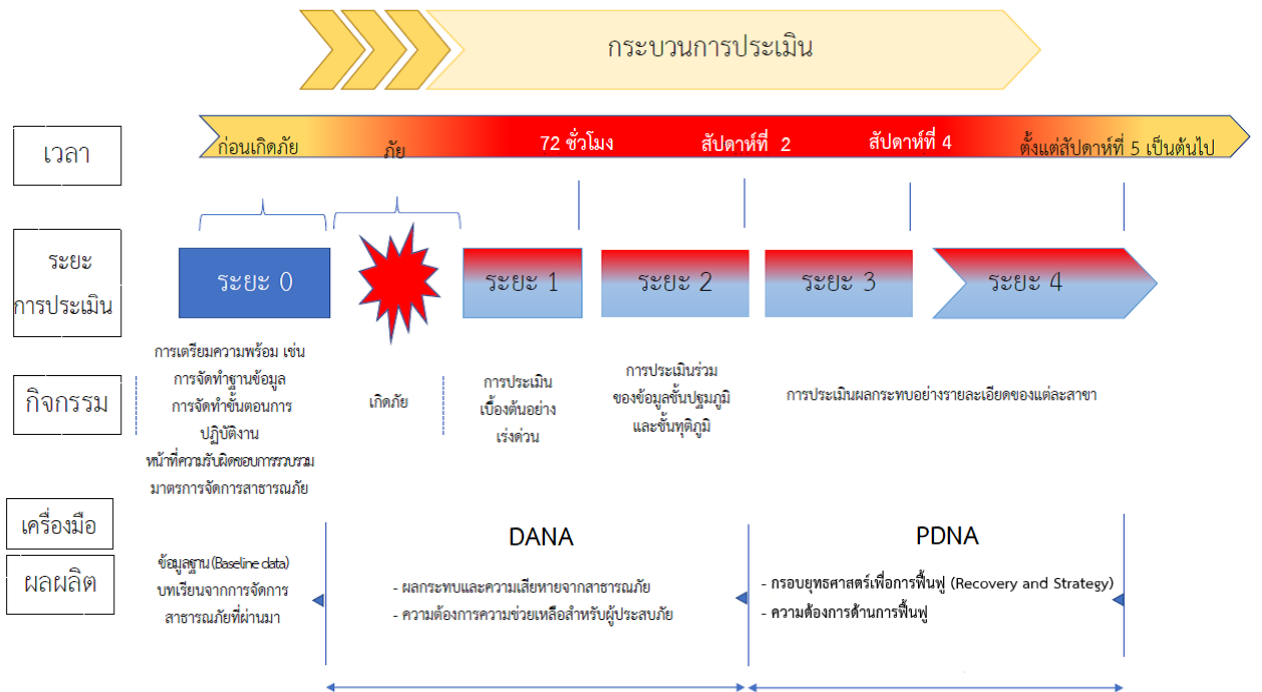 กระบวนการประเมิน
เวลา
ก่อนเกิดภัย
ภัย
72 ชั่วโมง
สัปดาห์ที่ 2
สัปดาห์ที่ 4
ตั้งแต่สัปดาห์ที่ 5 เป็นต้นไป
ระยะ
การประเมิน
ระยะ 0
ระยะ 1
ระยะ 2
ระยะ 3
ระยะ 4
กิจกรรม
การเตรียมความพร้อม เช่น
การจัดทำฐานข้อมูล
การจัดทำขั้นตอนการ
ปฏิบัติงาน
หน้าที่ความรับผิดชอบการรวบรวม
มาตรการจัดการสาธารณภัย
เกิดภัย
การประเมิน
เบื้องต้นอย่าง
เร่งด่วน
การประเมินร่วม
ของข้อมูลขั้นปฐมภูมิ
และขั้นทุติภูมิ
การประเมินผลกระทบอย่างรายละเอียดของแต่ละสาขา
เครื่องมือ
DANA
PDNA
ผลผลิต
ข้อมูลฐาน (Baseline data)
บทเรียนจากการจัดการ
สาธารณภัยที่ผ่านมา
- ผลกระทบและความเสียหายจากสาธารณภัย
- ความต้องการความช่วยเหลือสำหรับผู้ประสบภัย
- กรอบยุทธศาสตร์เพื่อการฟื้นฟู (Recovery and Strategy)
- ความต้องการด้านการฟื้นฟู